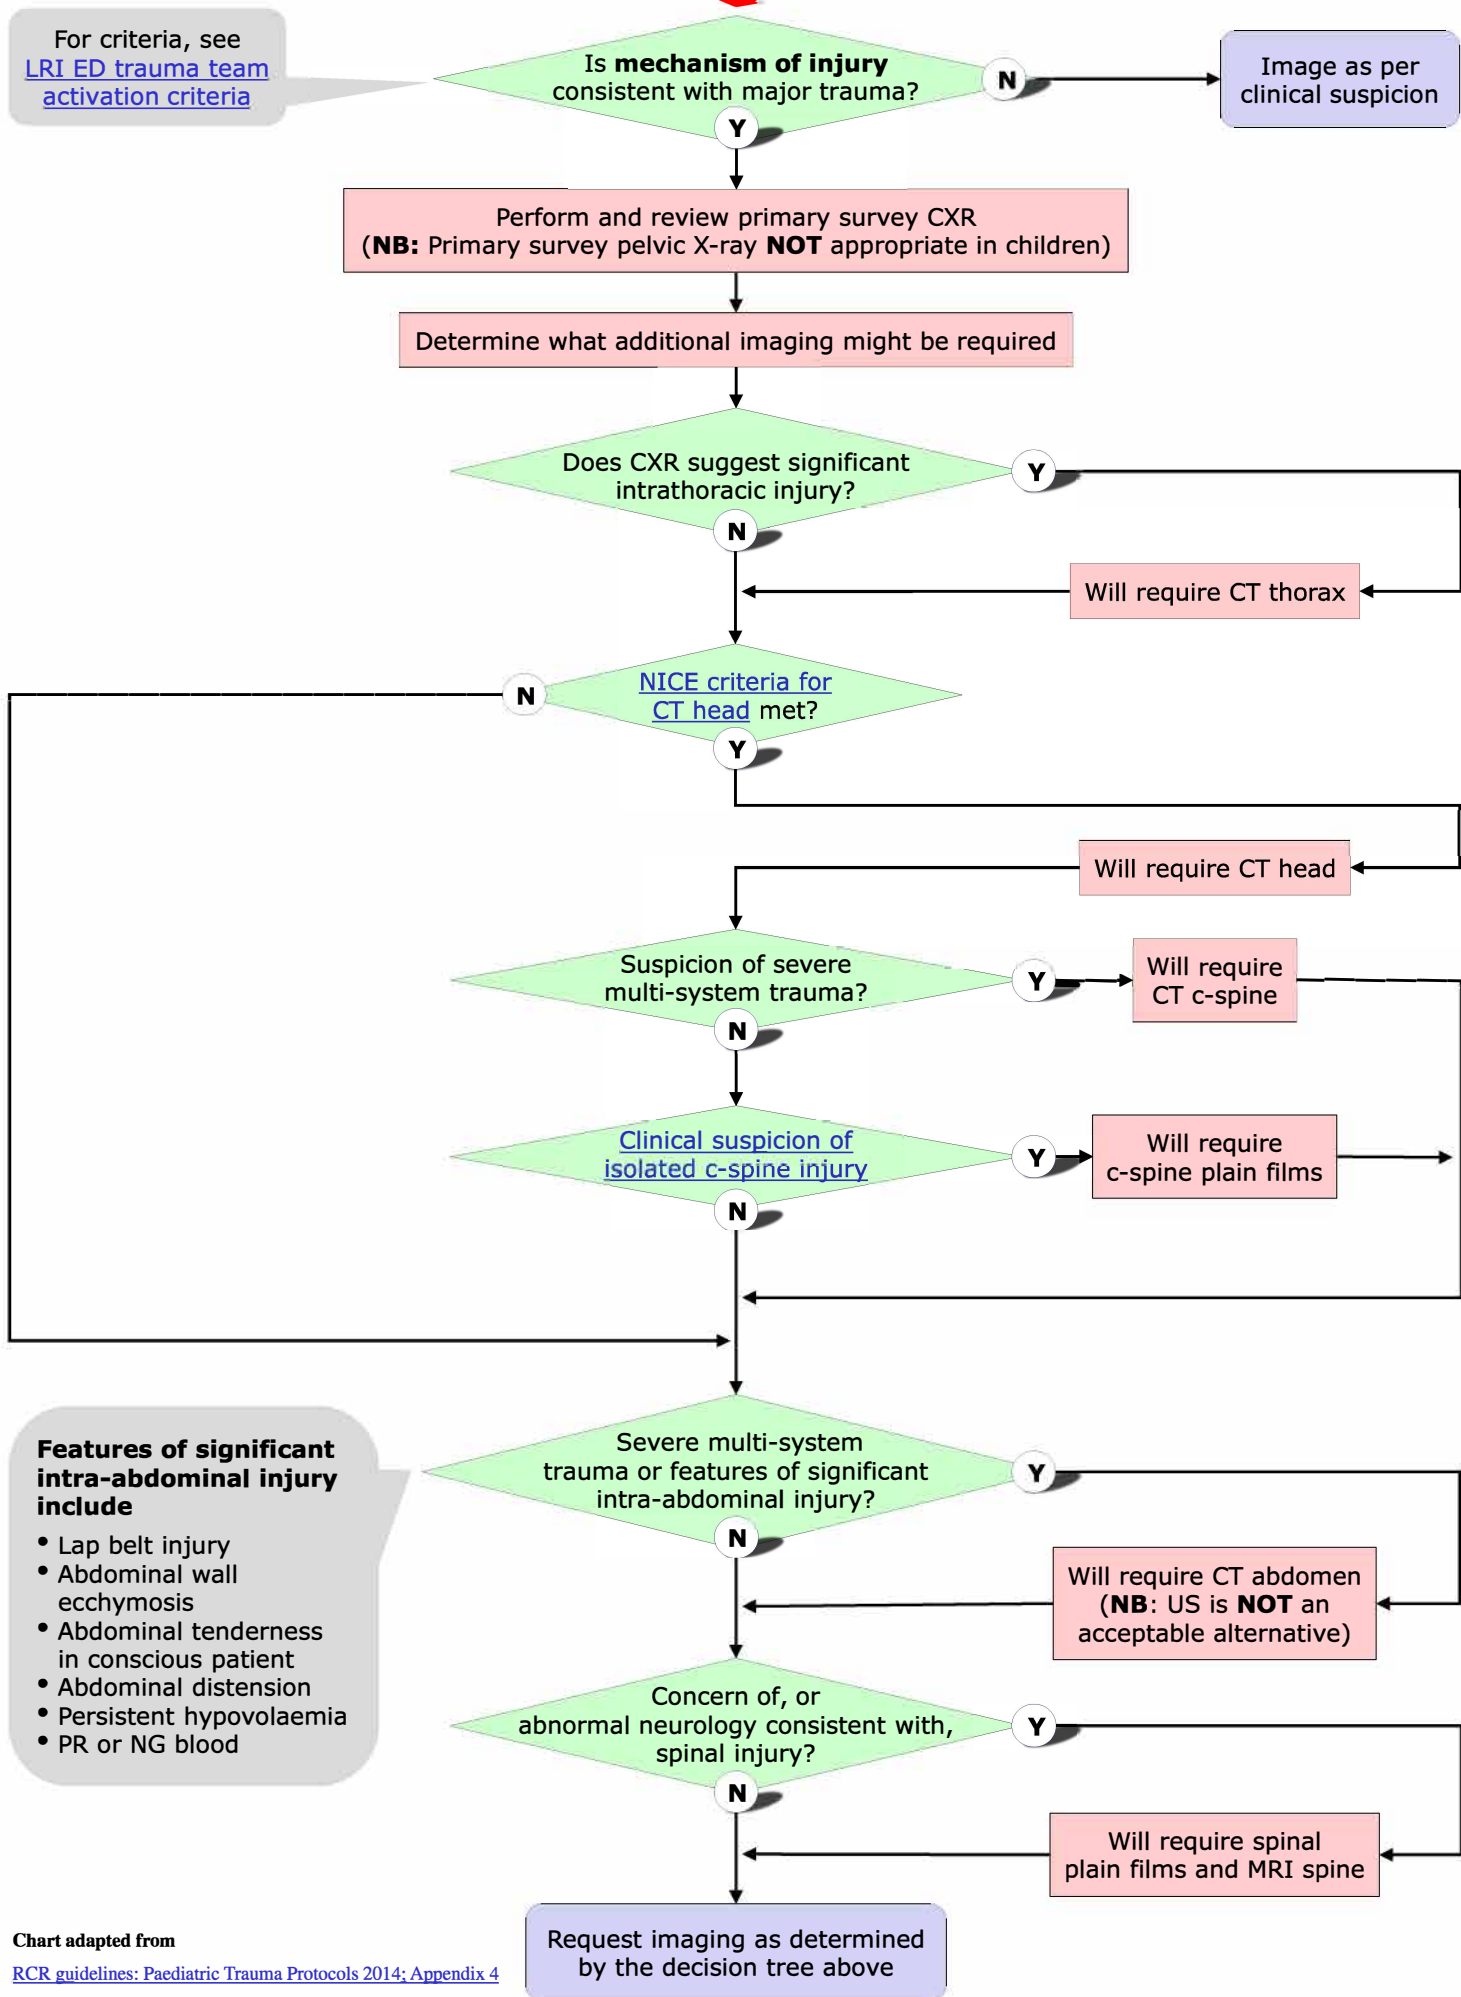 For criteria, see
LRI ED trauma team
activation criteria
Is mechanism of injury
consistent with major trauma?
N
Image as per
clinical suspicion
Y
Perform and review primary survey CXR
(NB: Primary survey pelvic X-ray NOT appropriate in children)
Determine what additional imaging might be required
Does CXR suggest significant
intrathoracic injury?
Y
N
Will require CT thorax
NICE criteria for
CT head met?
N
Y
Will require CT head
Suspicion of severe
multi-system trauma?
Y
Will require
CT c-spine
N
Clinical suspicion of
isolated c-spine injury
Y
Will require
c-spine plain films
N
Features of significant
intra-abdominal injury
include
• Lap belt injury
• Abdominal wall
ecchymosis
• Abdominal tenderness
in conscious patient
• Abdominal distension
• Persistent hypovolaemia
• PR or NG blood
Severe multi-system
trauma or features of significant
intra-abdominal injury?
Y
N
Will require CT abdomen
(NB: US is NOT an
acceptable alternative)
Concern of, or
abnormal neurology consistent with,
spinal injury?
Y
N
Will require spinal
plain films and MRI spine
Request imaging as determined
by the decision tree above
Chart adapted from
RCR guidelines: Paediatric Trauma Protocols 2014; Appendix 4